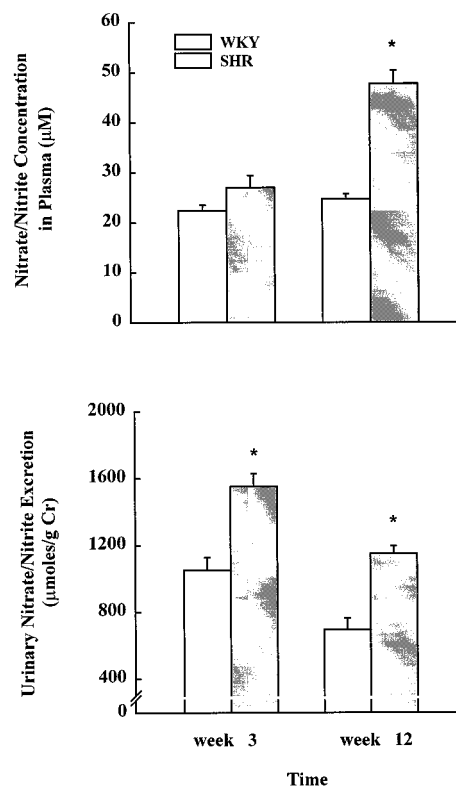 60
50
40
30
20
10
0
Nitrate/Nitrite Concentration
in Plasma (µM)
WKY
SHR
*
2000
1600
1200
800
400
0
Urinary Nitrate/Nitrite Excretion
(µmoles/g Cr)
*
*
week 3
week 12
Time